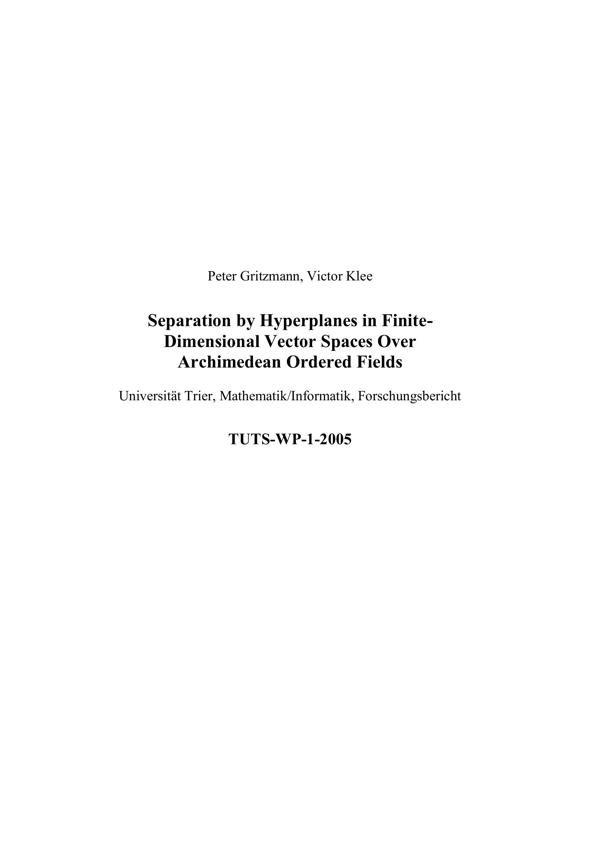 Peter Gritzmann, Victor Klee
Separation by Hyperplanes in Finite-
Dimensional Vector Spaces Over
Archimedean Ordered Fields
Universität Trier, Mathematik/Informatik, Forschungsbericht
TUTS-WP-1-2005